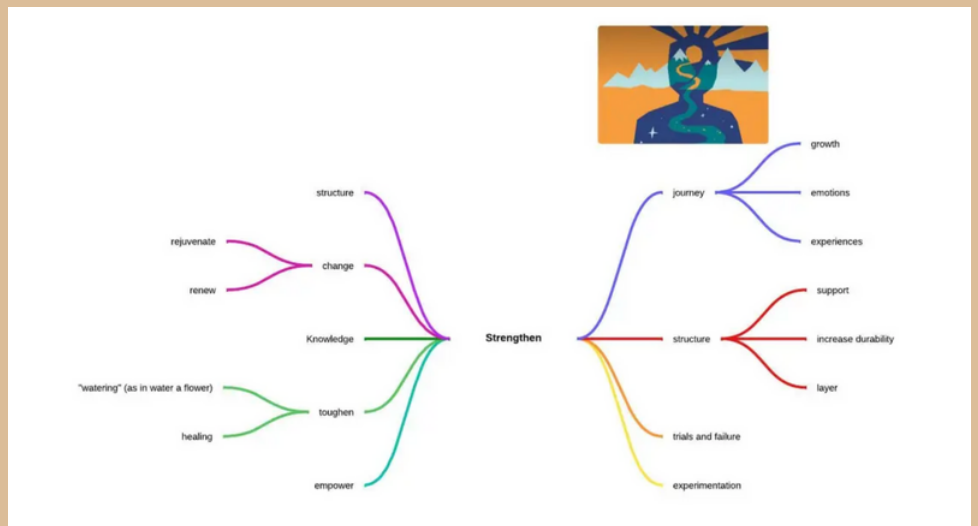 structure
rejuvenate
change
renew
Knowledge
"watering" (as in water a flower)
toughen
healing
empower
Strengthen
growth
journey
emotions
experiences
support
structure
increase durability
layer
trials and failure
experimentation